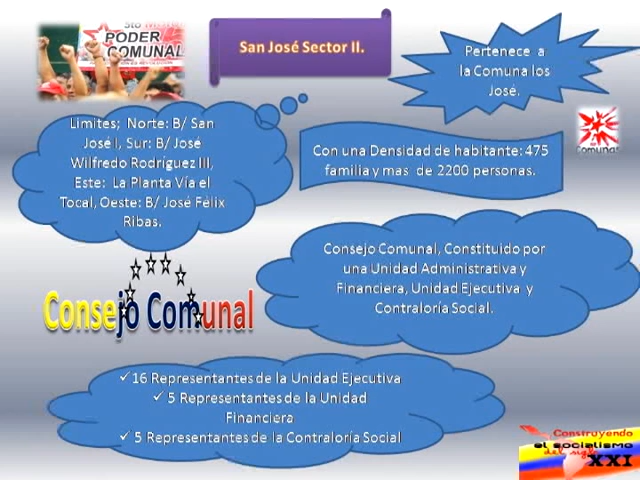 Sto
PODER
COMUNAL
San José Sector II.
Pertenece a
la Comuna los
José.
Limites; Norte: B/ San
José I, Sur: B/ José
Wilfredo Rodríguez III,
Este: La Planta Vía el
Tocal, Oeste: B/ José Félix
Ribas.
Con una Densidad de habitante: 475
familia y mas de 2200 personas.
Comunas
Consejo Comunal, Constituido por
una Unidad Administrativa y
Financiera, Unidad Ejecutiva y
Contraloría Social.
Consejo Comunal
✓16 Representantes de la Unidad Ejecutiva
✓ 5 Representantes de la Unidad
Financiera
✓ 5 Representantes de la Contraloría Social
Construyendo
el socialismo
del siglo
XXI